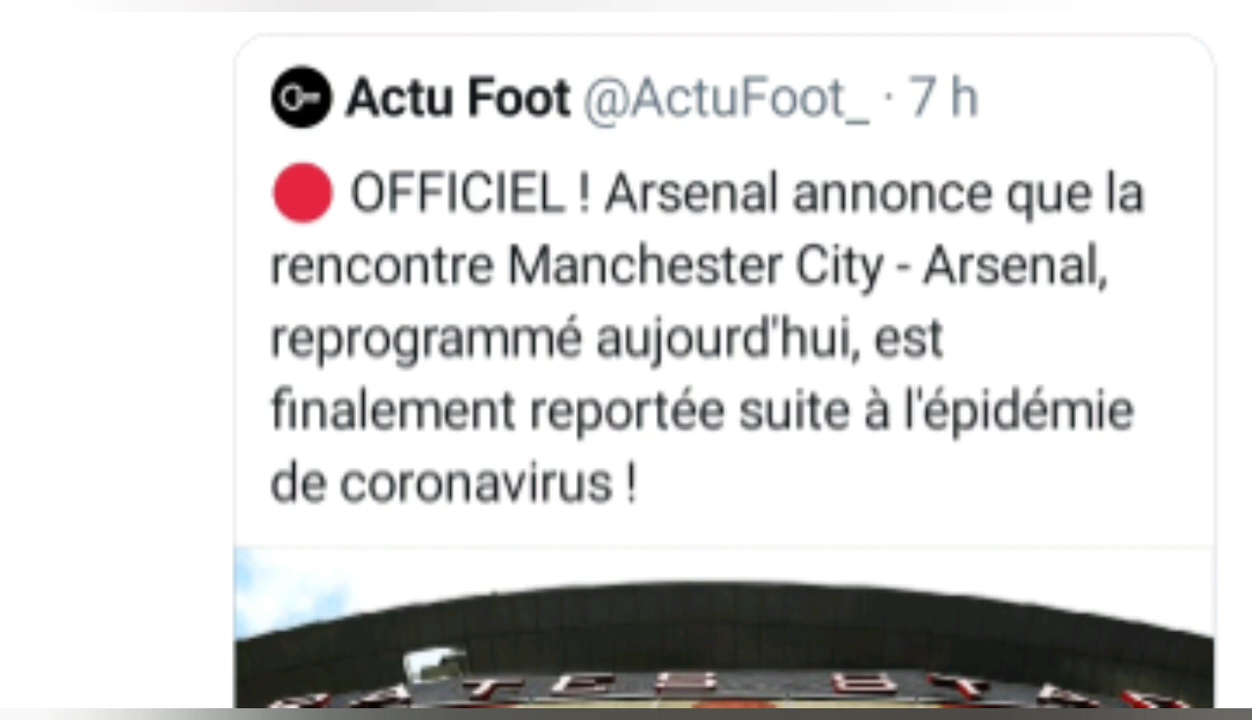 Actu Foot @ActuFoot_ · 7 h
🔴 OFFICIEL ! Arsenal annonce que la
rencontre Manchester City - Arsenal,
reprogrammé aujourd'hui, est
finalement reportée suite à l'épidémie
de coronavirus !